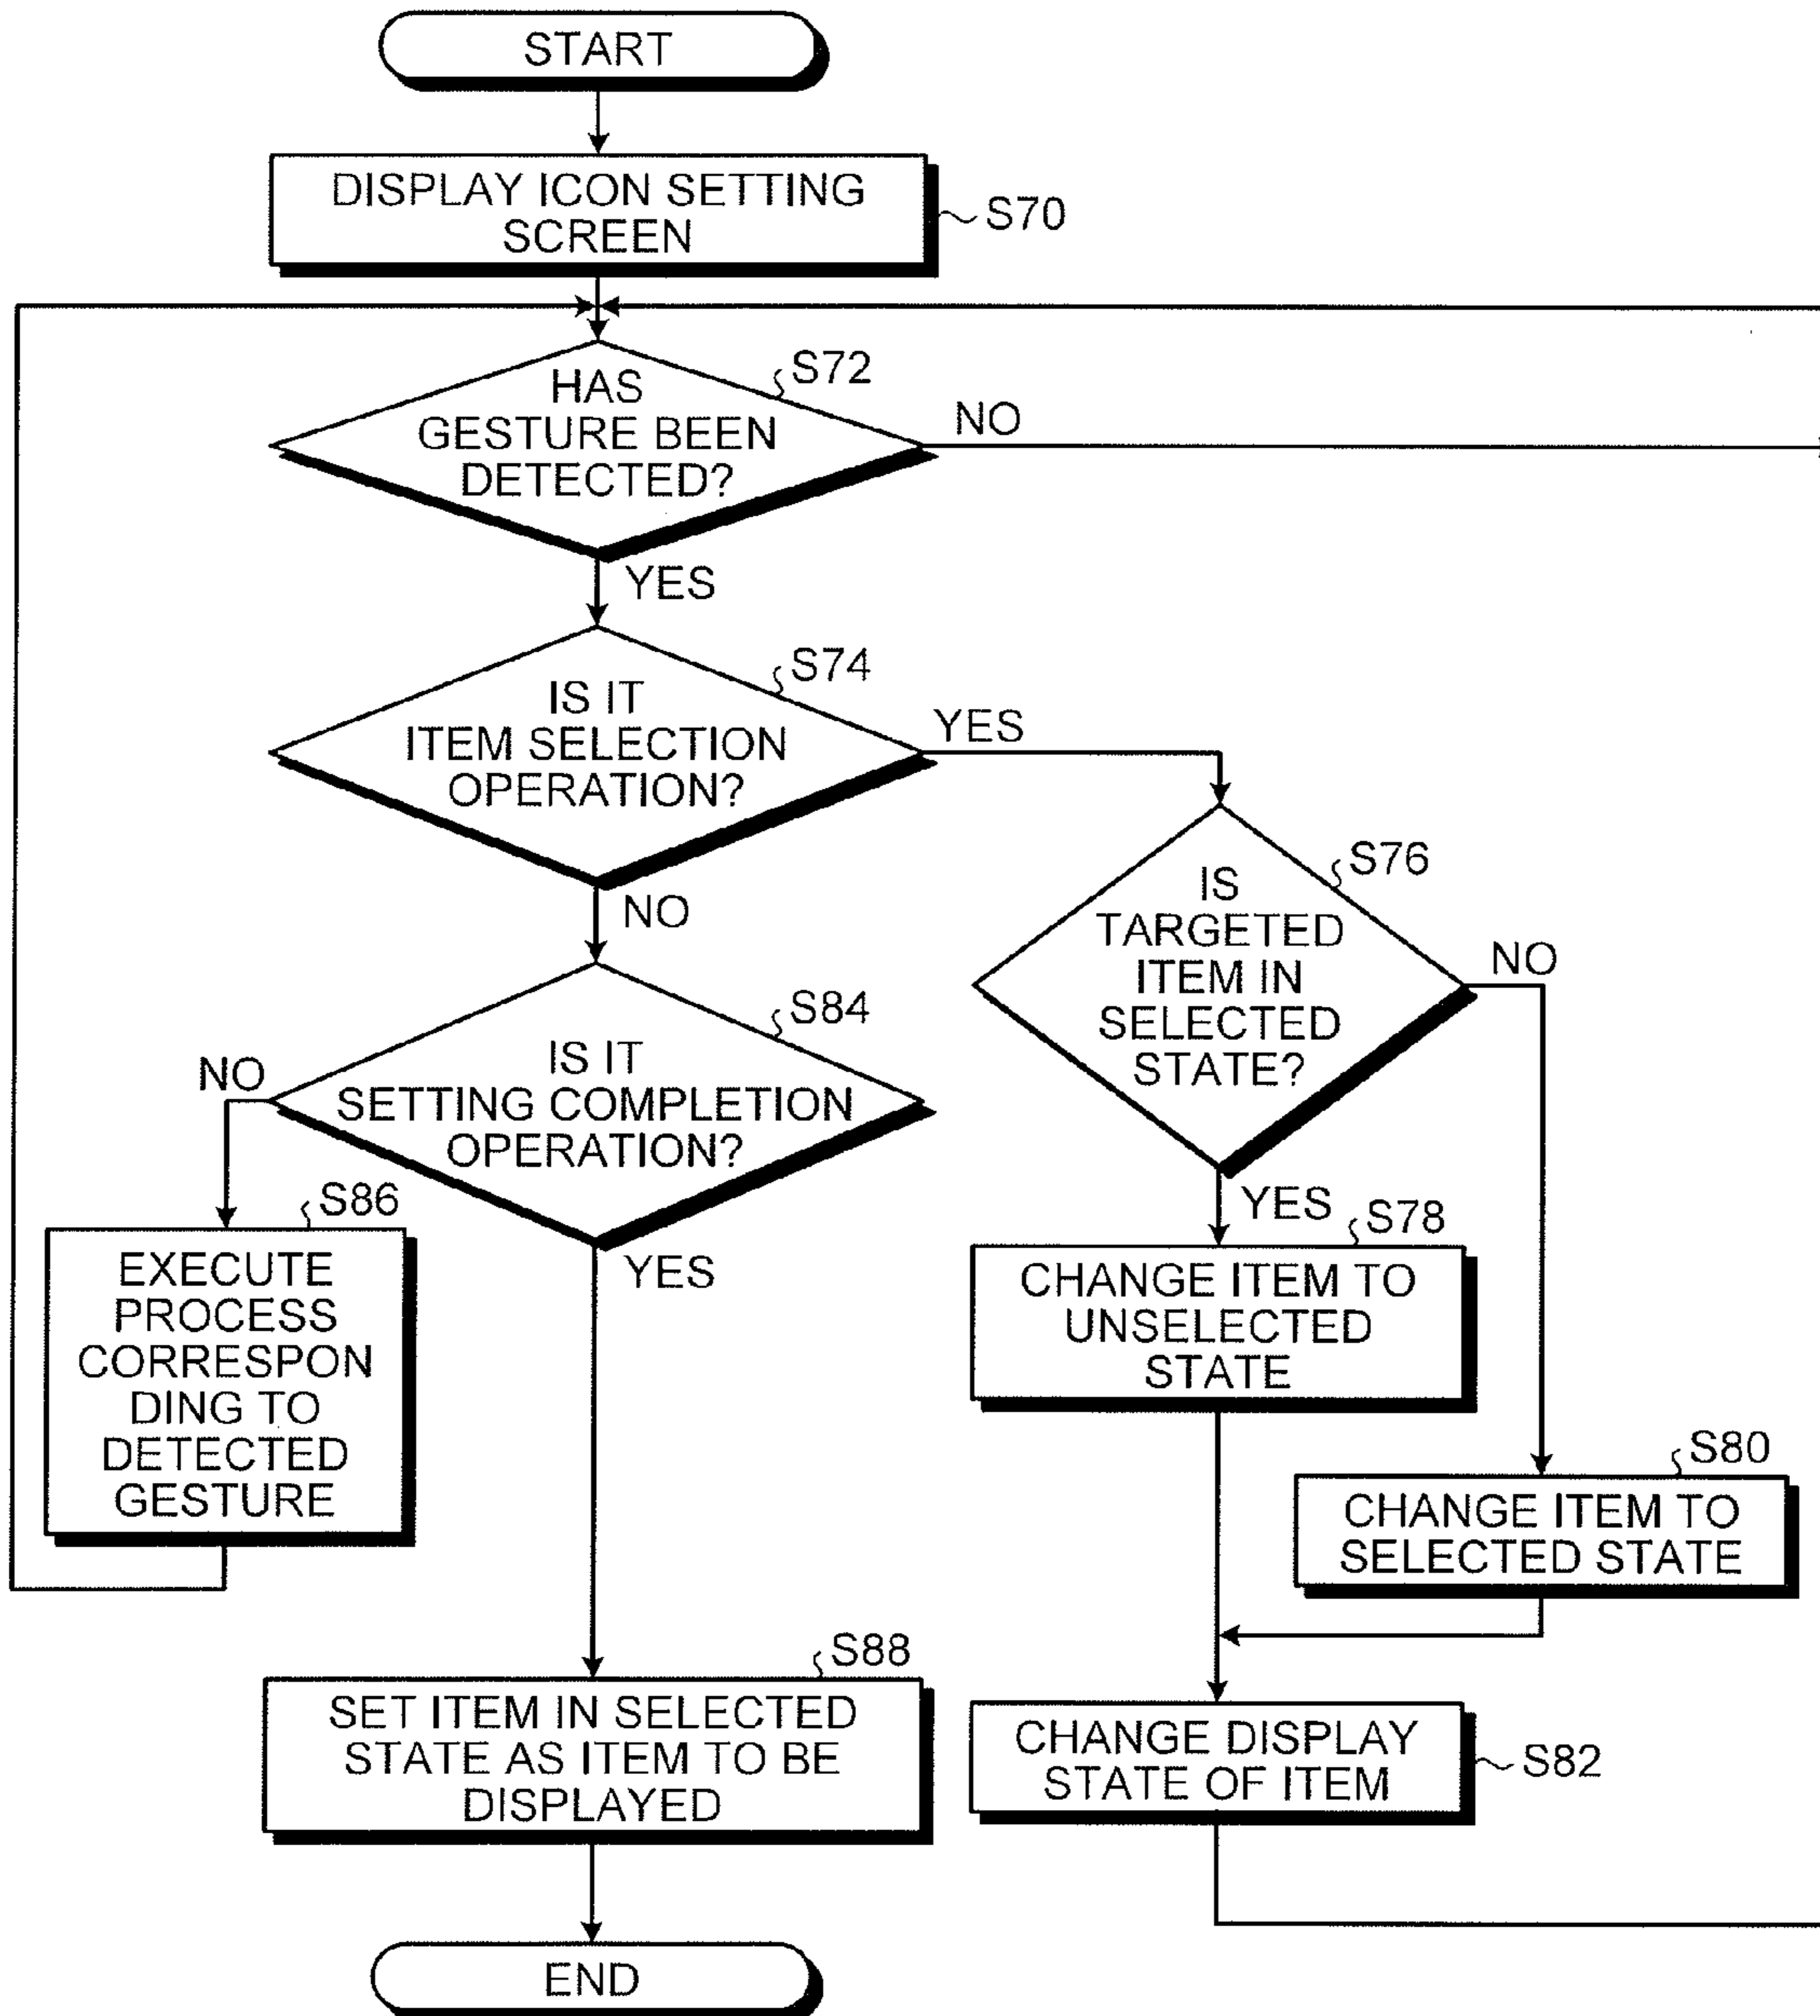 START
DISPLAY ICON SETTING
SCREEN
S70
S72
HAS
GESTURE BEEN
DETECTED?
NO
YES
S74
IS IT
ITEM SELECTION
OPERATION?
YES
NO
S76
IS
TARGETED
ITEM IN
SELECTED
STATE?
NO
YES
S84
IS IT
SETTING COMPLETION
OPERATION?
NO
YES
S86
EXECUTE
PROCESS
CORRESPON
DING TO
DETECTED
GESTURE
S78
CHANGE ITEM TO
UNSELECTED
STATE
S80
CHANGE ITEM TO
SELECTED STATE
S88
SET ITEM IN SELECTED
STATE AS ITEM TO BE
DISPLAYED
CHANGE DISPLAY
STATE OF ITEM
S82
END